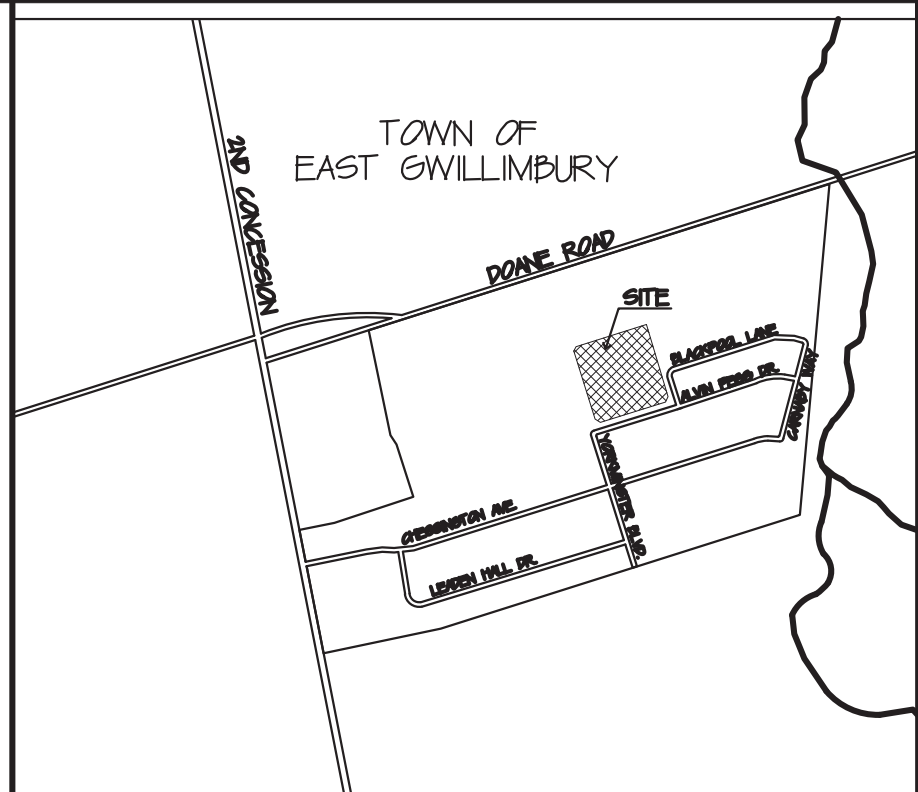 TOWN OF
EAST GWILLIMBURY
2ND CONCESSION
DOANE ROAD
SITE
BLACKPOOL LANE
ALVIN PEGG DR.
CARNABY WAY
YORKMINSTER BLVD.
CHESSINGTON AVE.
LEADEN HALL DR.